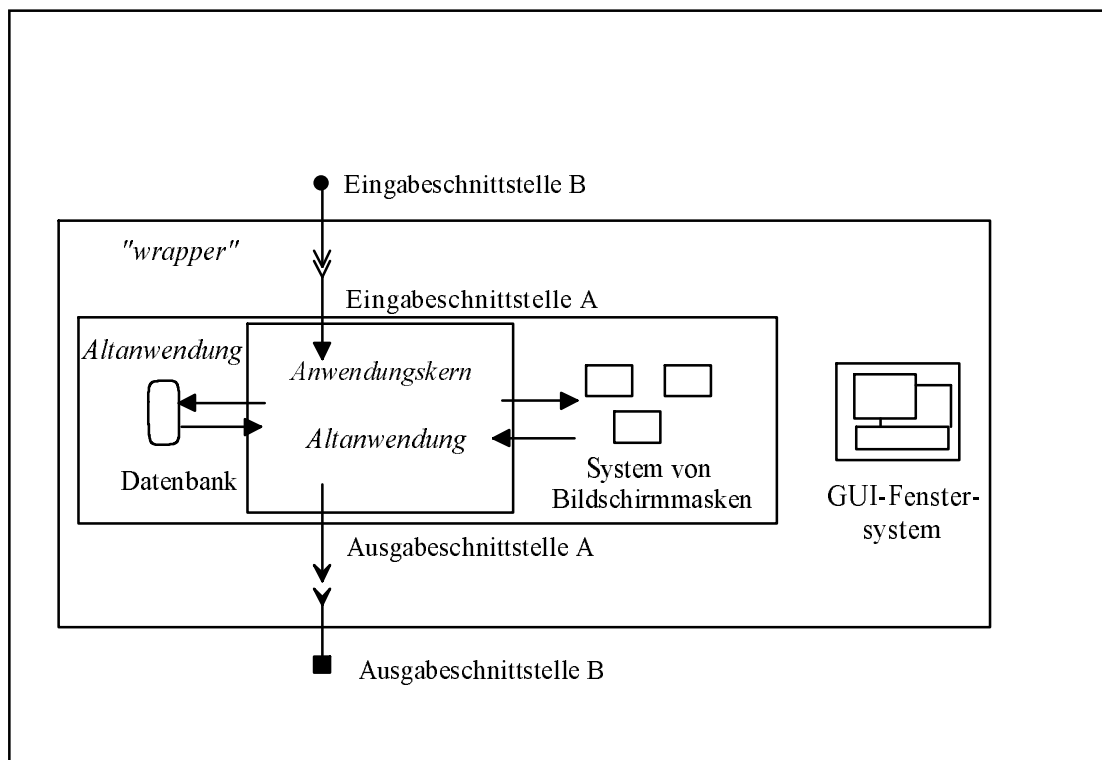 Eingabeschnittstelle B
"wrapper"
Eingabeschnittstelle A
Altanwendung
Anwendungskern
Altanwendung
Datenbank
System von
Bildschirmmasken
GUI-Fenster-
system
Ausgabeschnittstelle A
Ausgabeschnittstelle B